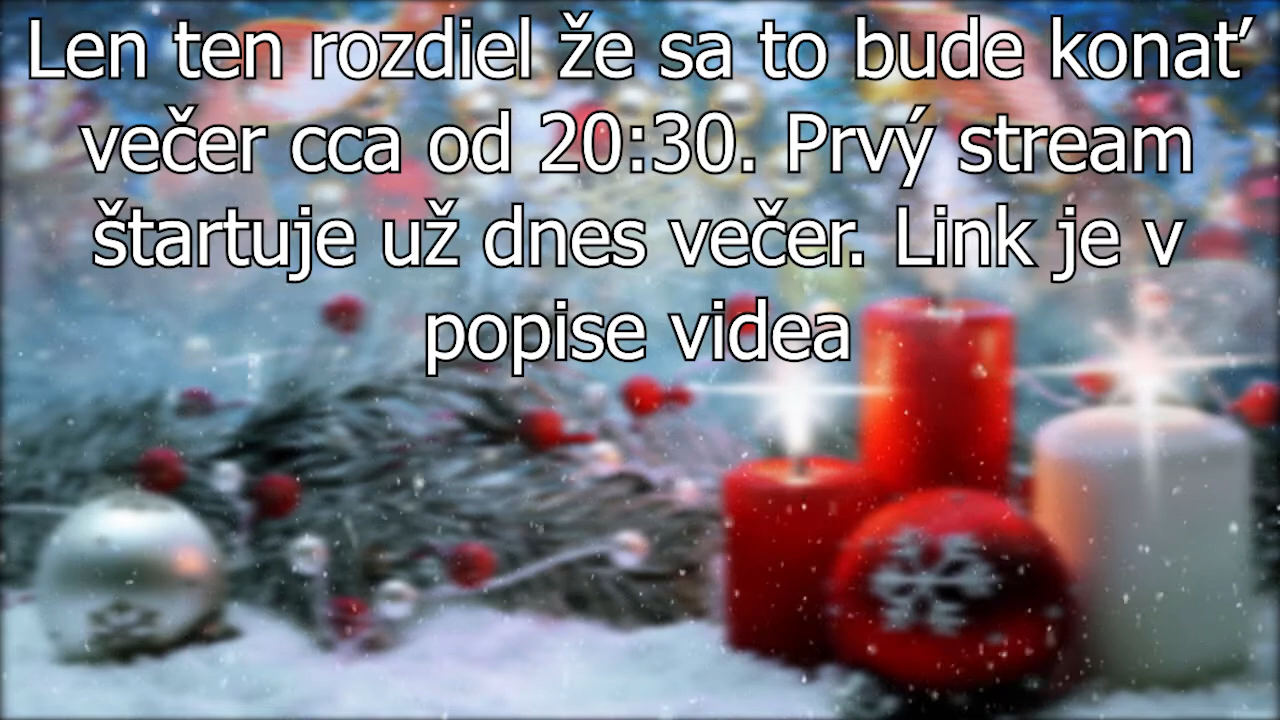 Len ten rozdiel že sa to bude konať
večer cca od 20:30. Prvý stream
štartuje už dnes večer. Link je v
popise videa